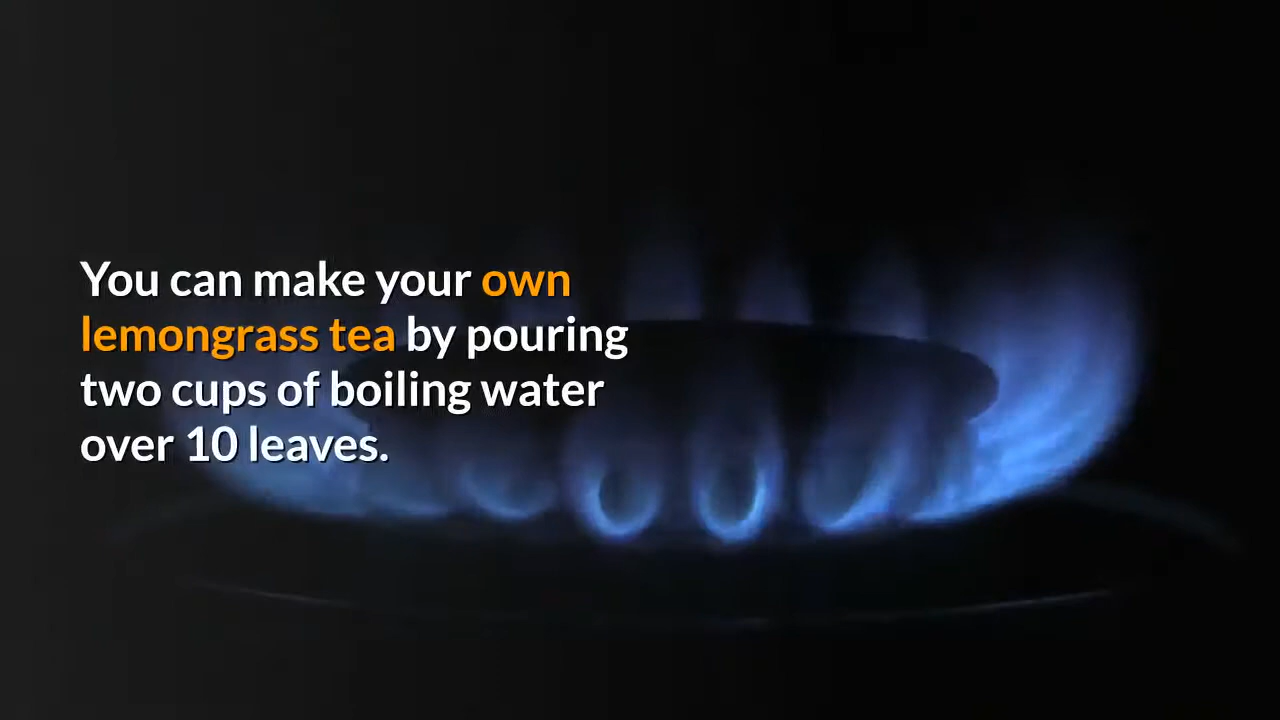 You can make your own
lemongrass tea by pouring
two cups of boiling water
over 10 leaves.